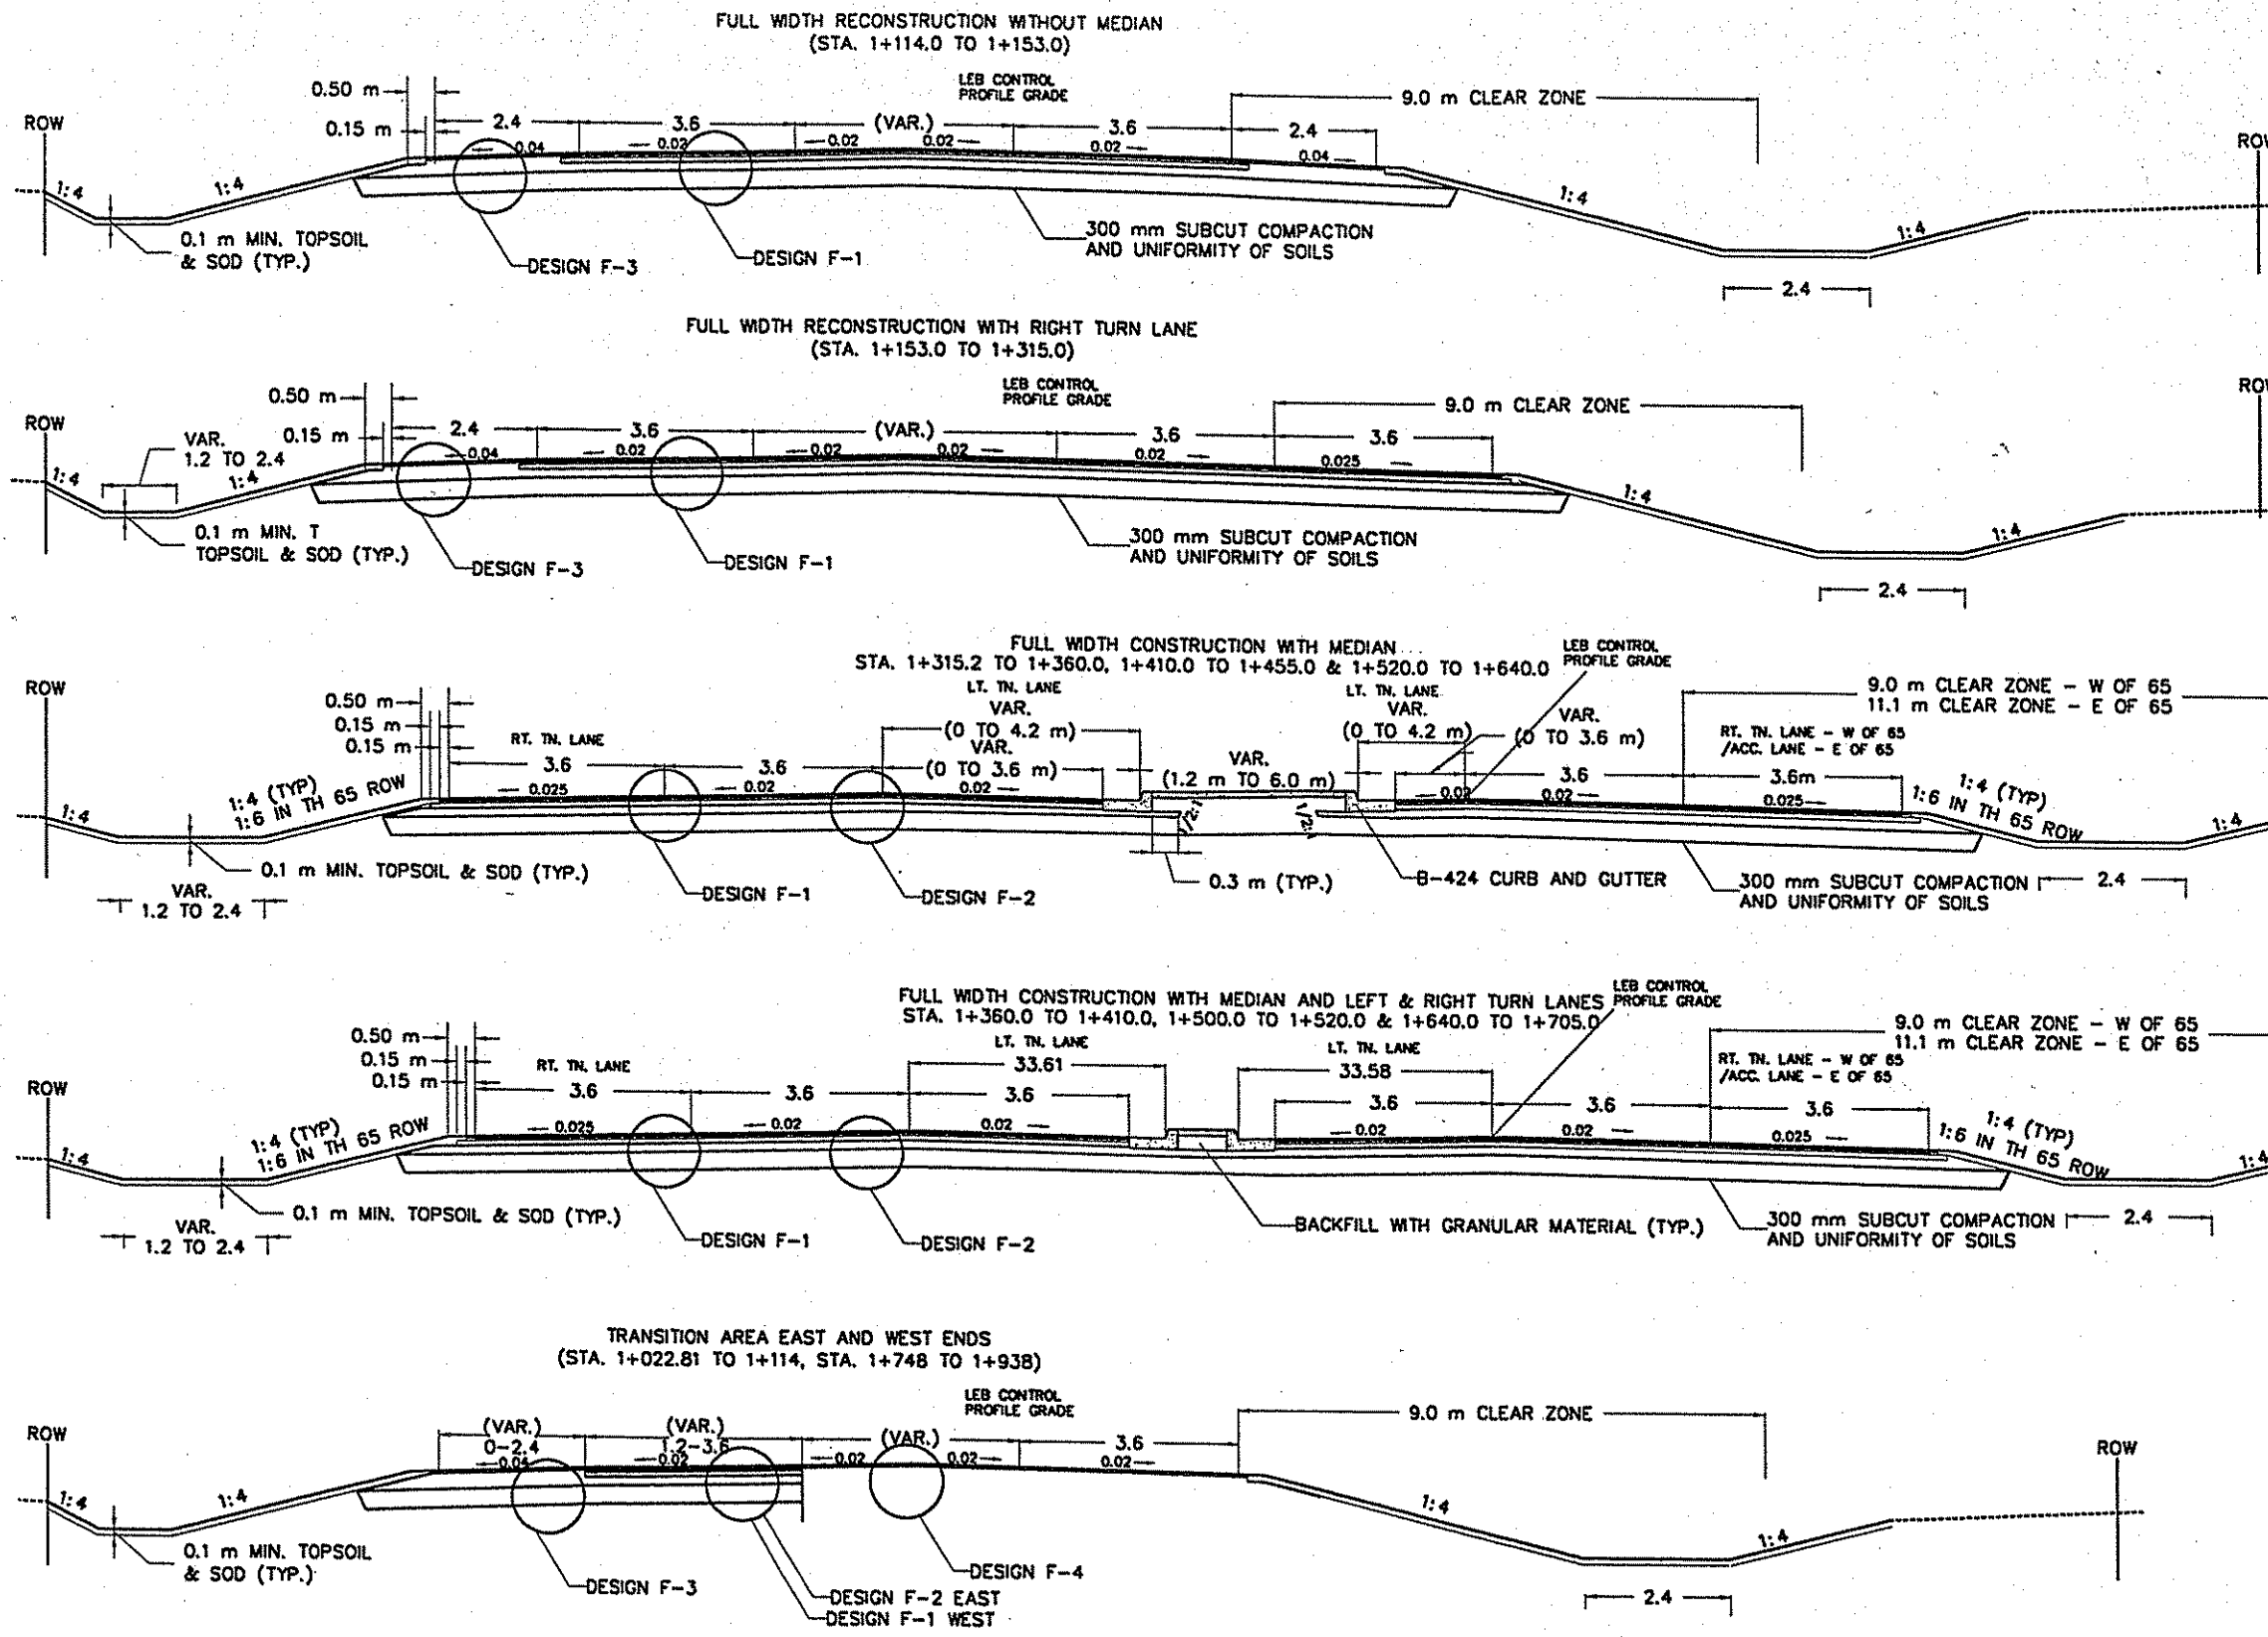 FULL WIDTH RECONSTRUCTION WITHOUT MEDIAN
(STA. 1+114.0 TO 1+153.0)
LEB CONTROL
PROFILE GRADE
0.50 m
9.0 m CLEAR ZONE
ROW
0.15 m
2.4
3.6
(VAR.)
3.6
2.4
ROW
0.04
0.02
0.02
0.02
0.02
0.04
1:4
1:4
1:4
1:4
0.1 m MIN. TOPSOIL
& SOD (TYP.)
DESIGN F-3
DESIGN F-1
300 mm SUBCUT COMPACTION
AND UNIFORMITY OF SOILS
2.4
FULL WIDTH RECONSTRUCTION WITH RIGHT TURN LANE
(STA. 1+153.0 TO 1+315.0)
LEB CONTROL
PROFILE GRADE
ROW
0.50 m
9.0 m CLEAR ZONE
ROW
VAR.
1.2 TO 2.4
0.15 m
2.4
3.6
(VAR.)
3.6
3.6
0.04
0.02
0.02
0.02
0.02
0.025
1:4
1:4
1:4
1:4
0.1 m MIN. T
TOPSOIL & SOD (TYP.)
DESIGN F-3
DESIGN F-1
300 mm SUBCUT COMPACTION
AND UNIFORMITY OF SOILS
2.4
FULL WIDTH CONSTRUCTION WITH MEDIAN
STA. 1+315.2 TO 1+360.0, 1+410.0 TO 1+455.0 & 1+520.0 TO 1+640.0
LEB CONTROL
PROFILE GRADE
ROW
0.50 m
0.15 m
0.15 m
LT. TN. LANE
VAR.
(0 TO 4.2 m)
VAR.
(0 TO 3.6 m)
LT. TN. LANE
VAR.
(0 TO 4.2 m)
VAR.
(0 TO 3.6 m)
9.0 m CLEAR ZONE - W OF 65
11.1 m CLEAR ZONE - E OF 65
RT. TN. LANE
RT. TN. LANE - W OF 65
/ACC. LANE - E OF 65
3.6
3.6
VAR.
(1.2 m TO 6.0 m)
3.6
3.6m
0.025
0.02
0.02
0.02
0.02
0.025
1:4
1:4 (TYP)
1:6 IN TH 65 ROW
1/2:1
1/2:1
1:4 (TYP)
1:6 IN TH 65 ROW
1:4
0.1 m MIN. TOPSOIL & SOD (TYP.)
VAR.
1.2 TO 2.4
DESIGN F-1
DESIGN F-2
0.3 m (TYP.)
B-424 CURB AND GUTTER
300 mm SUBCUT COMPACTION
AND UNIFORMITY OF SOILS
2.4
FULL WIDTH CONSTRUCTION WITH MEDIAN AND LEFT & RIGHT TURN LANES
STA. 1+360.0 TO 1+410.0, 1+500.0 TO 1+520.0 & 1+640.0 TO 1+705.0
LEB CONTROL
PROFILE GRADE
ROW
0.50 m
0.15 m
0.15 m
LT. TN. LANE
33.61
LT. TN. LANE
33.58
9.0 m CLEAR ZONE - W OF 65
11.1 m CLEAR ZONE - E OF 65
RT. TN. LANE
RT. TN. LANE - W OF 65
/ACC. LANE - E OF 65
3.6
3.6
3.6
3.6
3.6
3.6
0.025
0.02
0.02
0.02
0.02
0.025
1:4
1:4 (TYP)
1:6 IN TH 65 ROW
1:4 (TYP)
1:6 IN TH 65 ROW
1:4
0.1 m MIN. TOPSOIL & SOD (TYP.)
VAR.
1.2 TO 2.4
DESIGN F-1
DESIGN F-2
BACKFILL WITH GRANULAR MATERIAL (TYP.)
300 mm SUBCUT COMPACTION
AND UNIFORMITY OF SOILS
2.4
TRANSITION AREA EAST AND WEST ENDS
(STA. 1+022.81 TO 1+114, STA. 1+748 TO 1+938)
LEB CONTROL
PROFILE GRADE
ROW
(VAR.)
0-2.4
(VAR.)
1.2-3.6
(VAR.)
3.6
9.0 m CLEAR ZONE
ROW
0.04
0.02
0.02
0.02
0.02
1:4
1:4
1:4
1:4
0.1 m MIN. TOPSOIL
& SOD (TYP.)
DESIGN F-3
DESIGN F-2 EAST
DESIGN F-1 WEST
DESIGN F-4
2.4